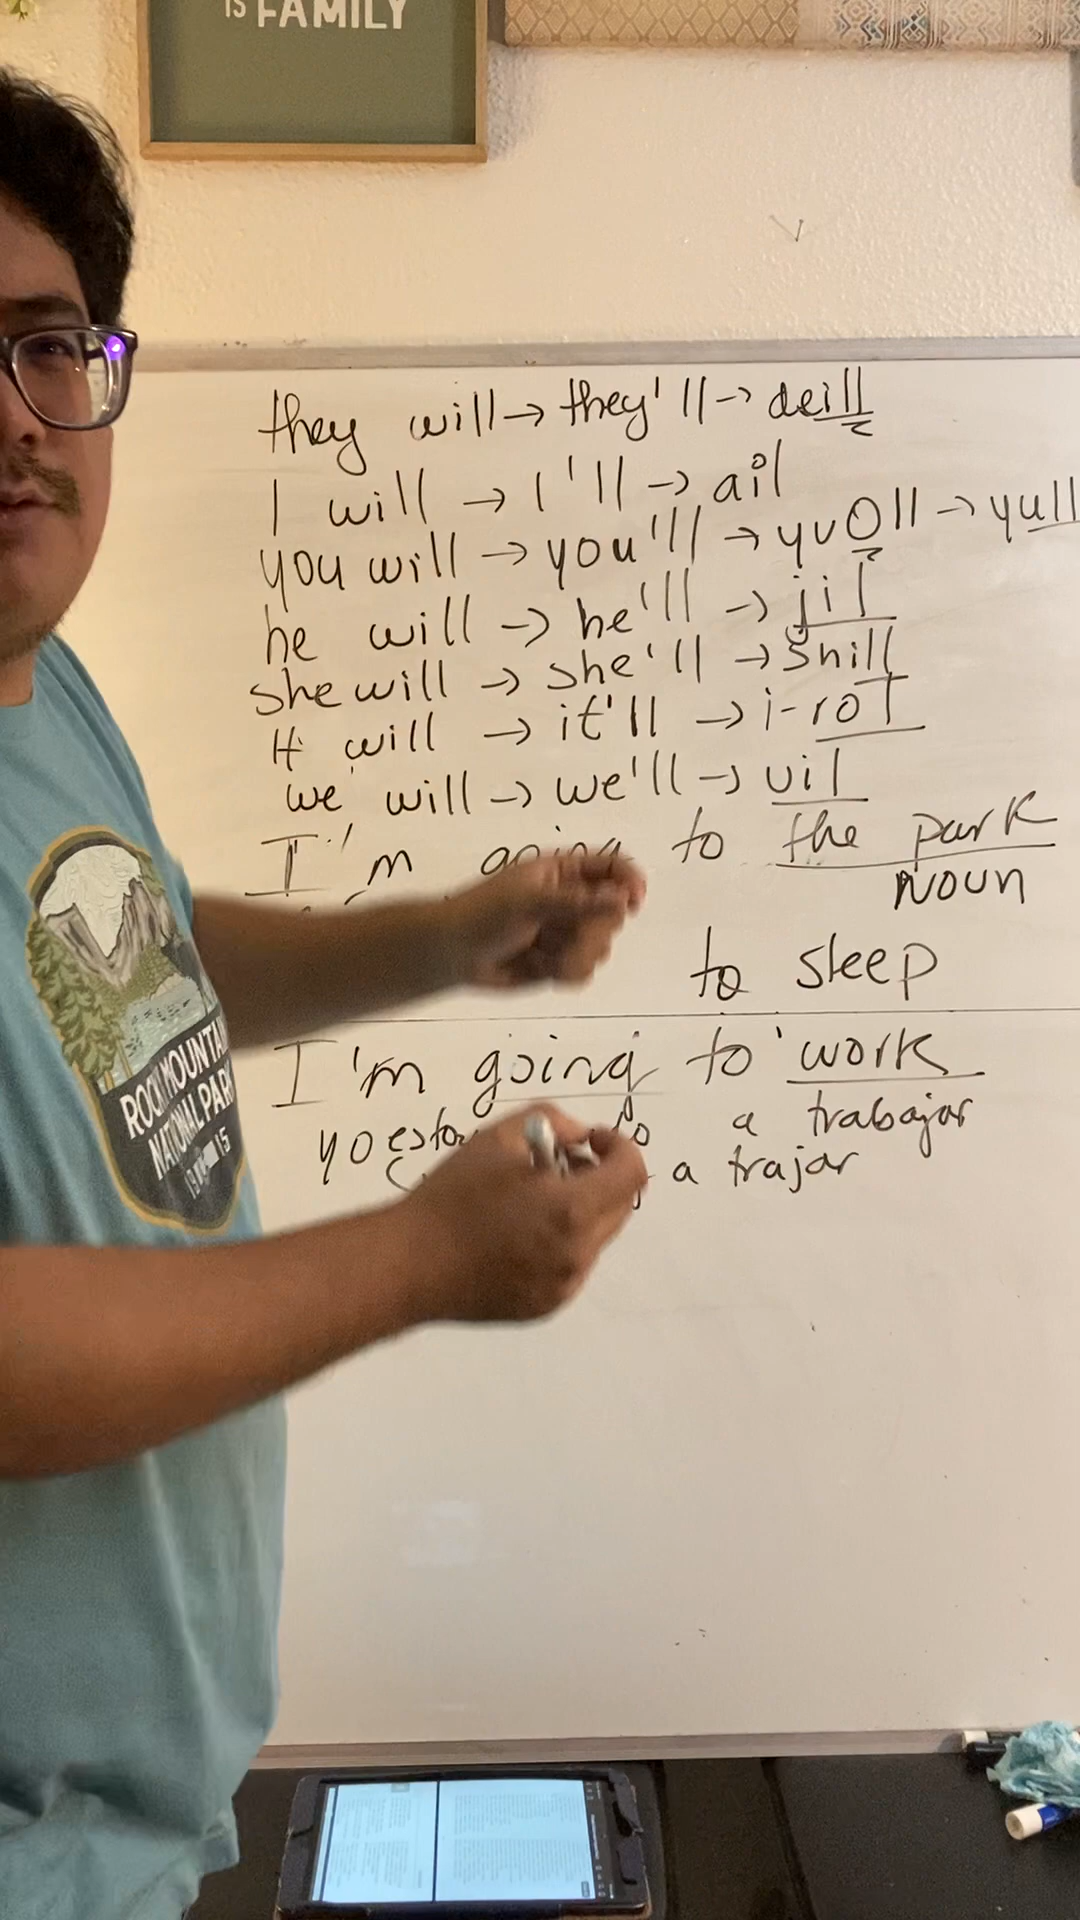 IS FAMILY
they will → they'll → deill
I will → I'll → ail
you will → you'll → yuOll → yull
he will → he'll → jil
she will → she'll → shill
It will → it'll → i-rol
we will → we'll → uil
I'm going to the park
NOUN
to sleep
I'm going to work
yo a trabajar
a trajar
ROCKY MOUNTAIN
NATIONAL PARK